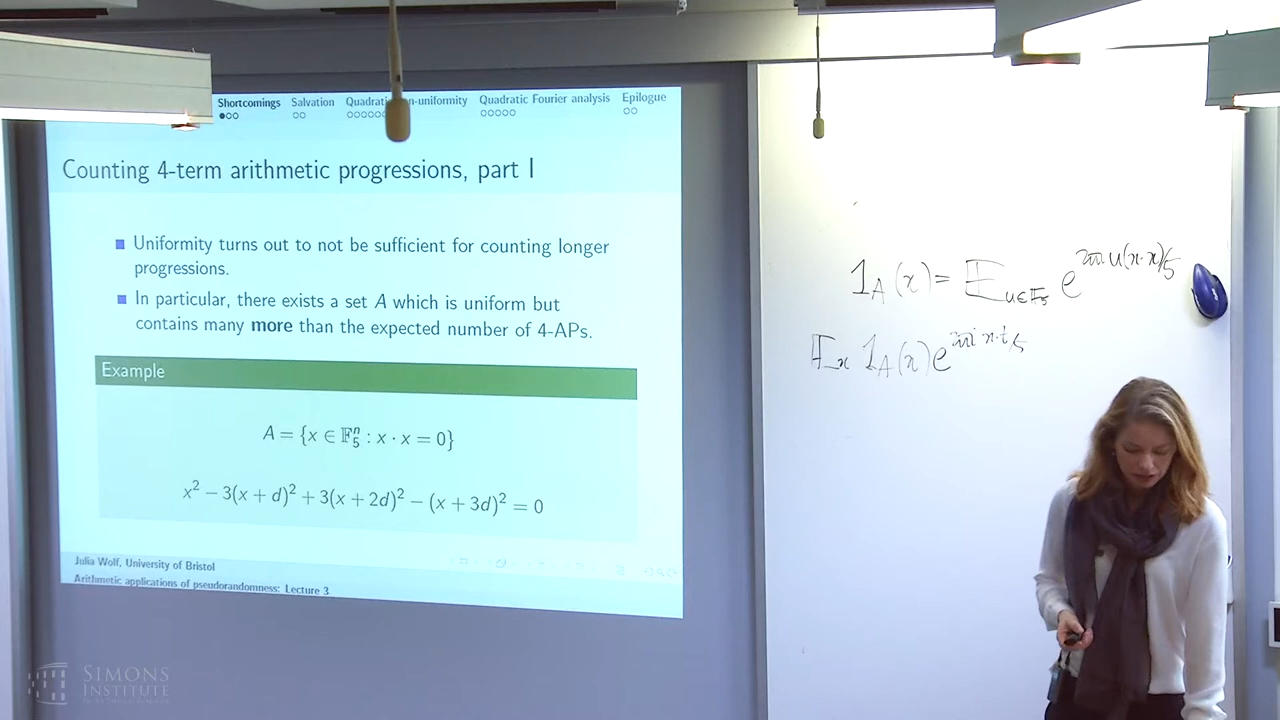 Shortcomings Salvation Quadrati n-uniformity Quadratic Fourier analysis Epilogue
Counting 4-term arithmetic progressions, part I
Uniformity turns out to not be sufficient for counting longer
progressions.
In particular, there exists a set A which is uniform but
contains many more than the expected number of 4-APs.
Example
A = {x ∈ 𝔽₅ⁿ : x · x = 0}
x² − 3(x + d)² + 3(x + 2d)² − (x + 3d)² = 0
Julia Wolf, University of Bristol
Arithmetic applications of pseudorandomness: Lecture 3
1_A(x) = 𝔼_{u∈𝔽₅} e^{2πi u(x·x)/5}
𝔼ₓ 1_A(x) e^{2πi x·t/5}
SIMONS
INSTITUTE